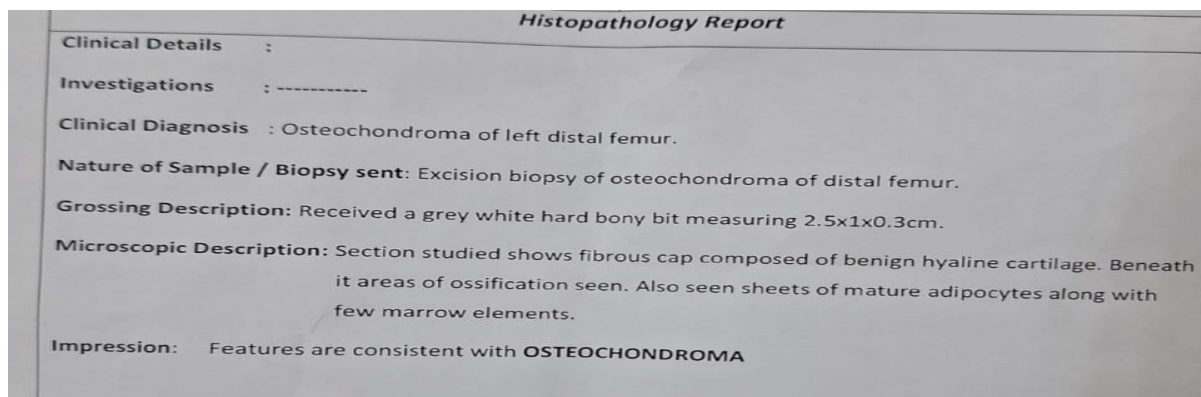 Histopathology Report
Clinical Details :
Investigations : -----------
Clinical Diagnosis : Osteochondroma of left distal femur.
Nature of Sample / Biopsy sent: Excision biopsy of osteochondroma of distal femur.
Grossing Description: Received a grey white hard bony bit measuring 2.5x1x0.3cm.
Microscopic Description: Section studied shows fibrous cap composed of benign hyaline cartilage. Beneath
it areas of ossification seen. Also seen sheets of mature adipocytes along with
few marrow elements.
Impression: Features are consistent with OSTEOCHONDROMA